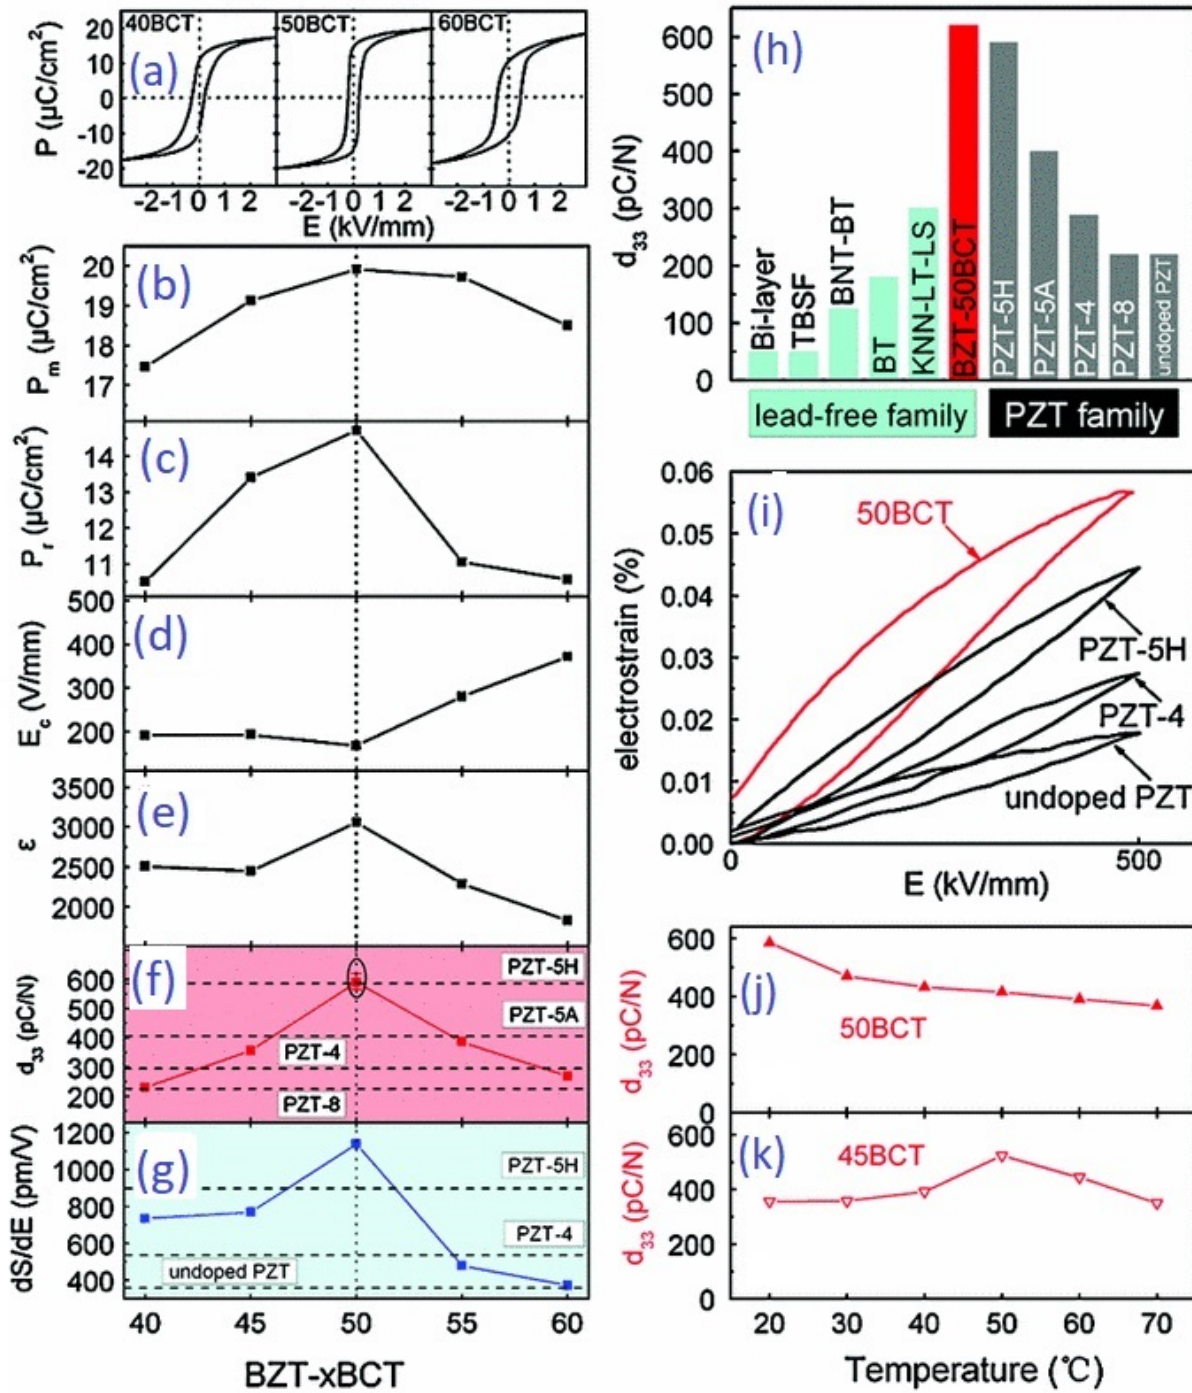 (a)
40BCT
50BCT
60BCT
P (μC/cm²)
20
10
0
-10
-20
-2 -1 0 1 2
-2 -1 0 1 2
-2 -1 0 1 2
E (kV/mm)
(b)
Pm (μC/cm²)
20
19
18
17
(c)
Pr (μC/cm²)
14
13
12
11
(d)
Ec (V/mm)
500
400
300
200
(e)
ε
3500
3000
2500
2000
(f)
d33 (pC/N)
600
500
400
300
200
PZT-5H
PZT-5A
PZT-4
PZT-8
(g)
dS/dE (pm/V)
1200
1000
800
600
400
PZT-5H
PZT-4
undoped PZT
40 45 50 55 60
BZT-xBCT
(h)
d33 (pC/N)
600
500
400
300
200
100
0
Bi-layer
TBSF
BNT-BT
BT
KNN-LT-LS
BZT-50BCT
PZT-5H
PZT-5A
PZT-4
PZT-8
undoped PZT
lead-free family
PZT family
(i)
electrostrain (%)
0.06
0.05
0.04
0.03
0.02
0.01
0.00
50BCT
PZT-5H
PZT-4
undoped PZT
0 500
E (kV/mm)
(j)
d33 (pC/N)
600
400
200
0
50BCT
(k)
d33 (pC/N)
600
400
200
0
45BCT
20 30 40 50 60 70
Temperature (℃)